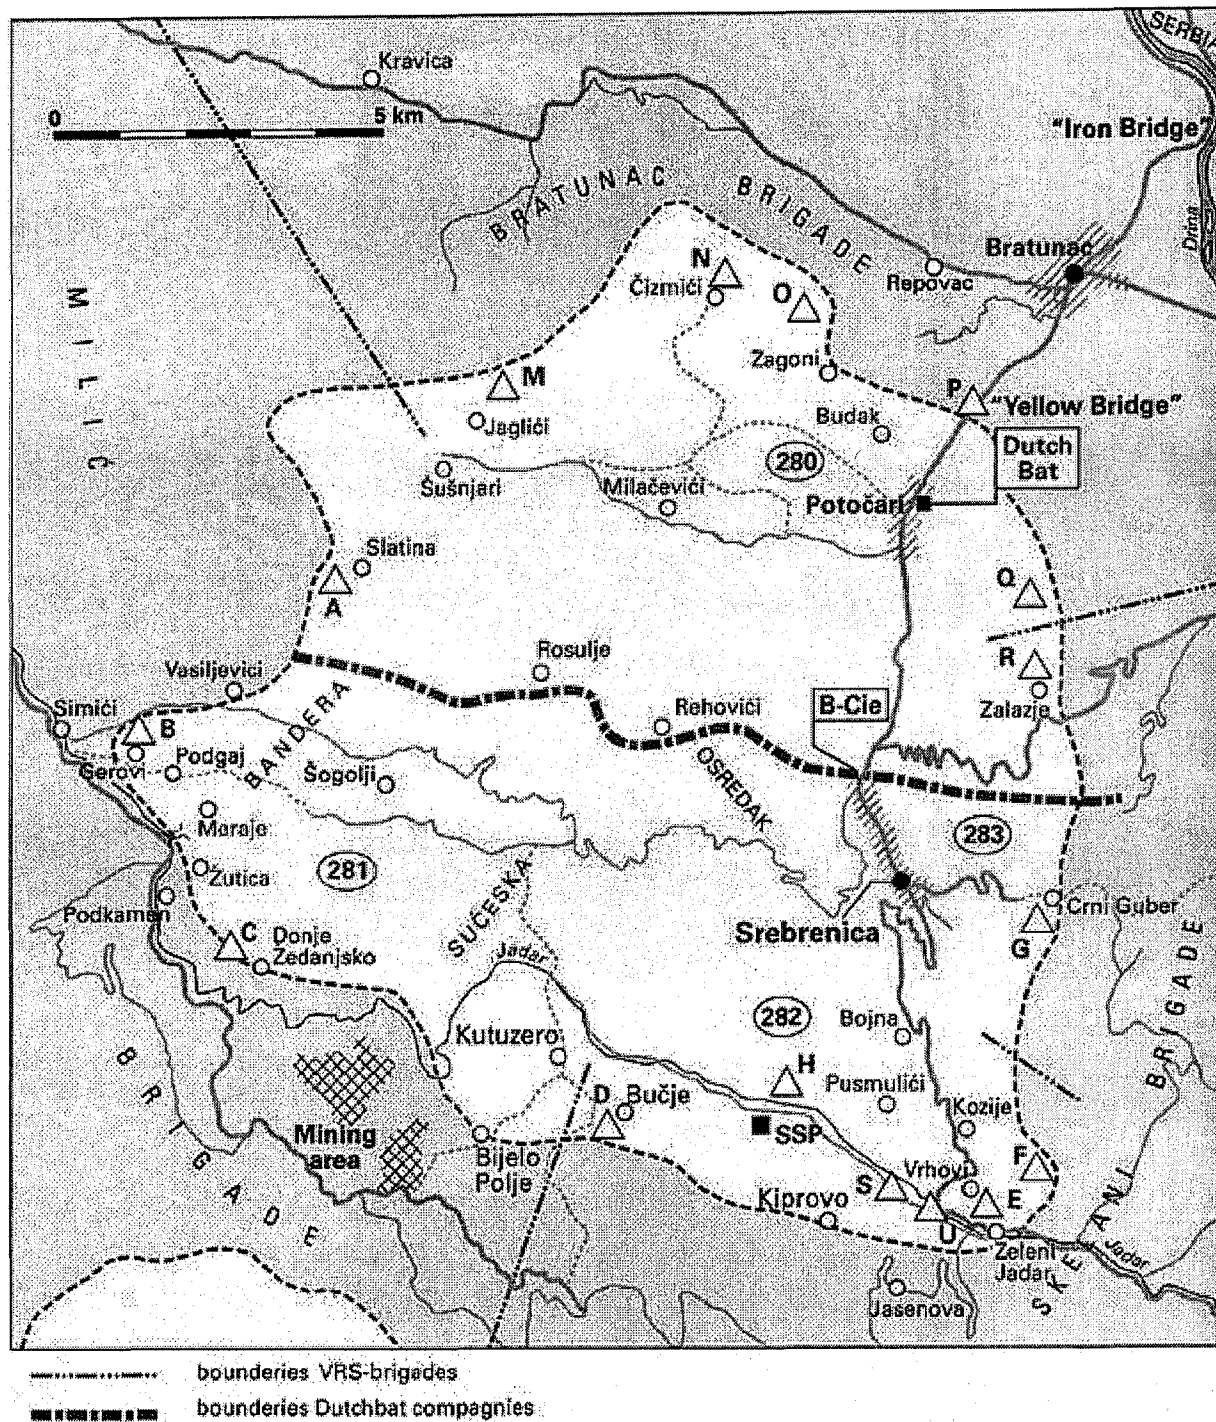 SERBIA
Kravica
0 5 km
"Iron Bridge"
Drina
BRATUNAC BRIGADE
Bratunac
Repovac
MILIĆ
N
Čizmići
O
Zagoni
M
Jaglići
P
"Yellow Bridge"
Budak
Dutch
Bat
280
Šušnjari
Milačevići
Potočari
Slatina
A
Q
Rosulje
R
Vasiljevici
Zalazje
Simići
B
BANDERA
B-Cie
Rehovići
Gerovi
Podgaj
Šogolji
OSREDAK
Maraje
283
281
Žutica
Podkamen
SUĆESKA
Crni Guber
C
Donje
Žedanjsko
Srebrenica
G
Jadar
282
Bojna
Kutuzero
H
Pusmulići
D
Bučje
Kozije
SSP
Mining
area
Bijelo
Polje
Vrhovi
F
S
E
Kiprovo
U
Zeleni
Jadar
Jadar
Jasenova
BRIGADE
SKELANI BRIGADE
bounderies VRS-brigades
bounderies Dutchbat compagnies